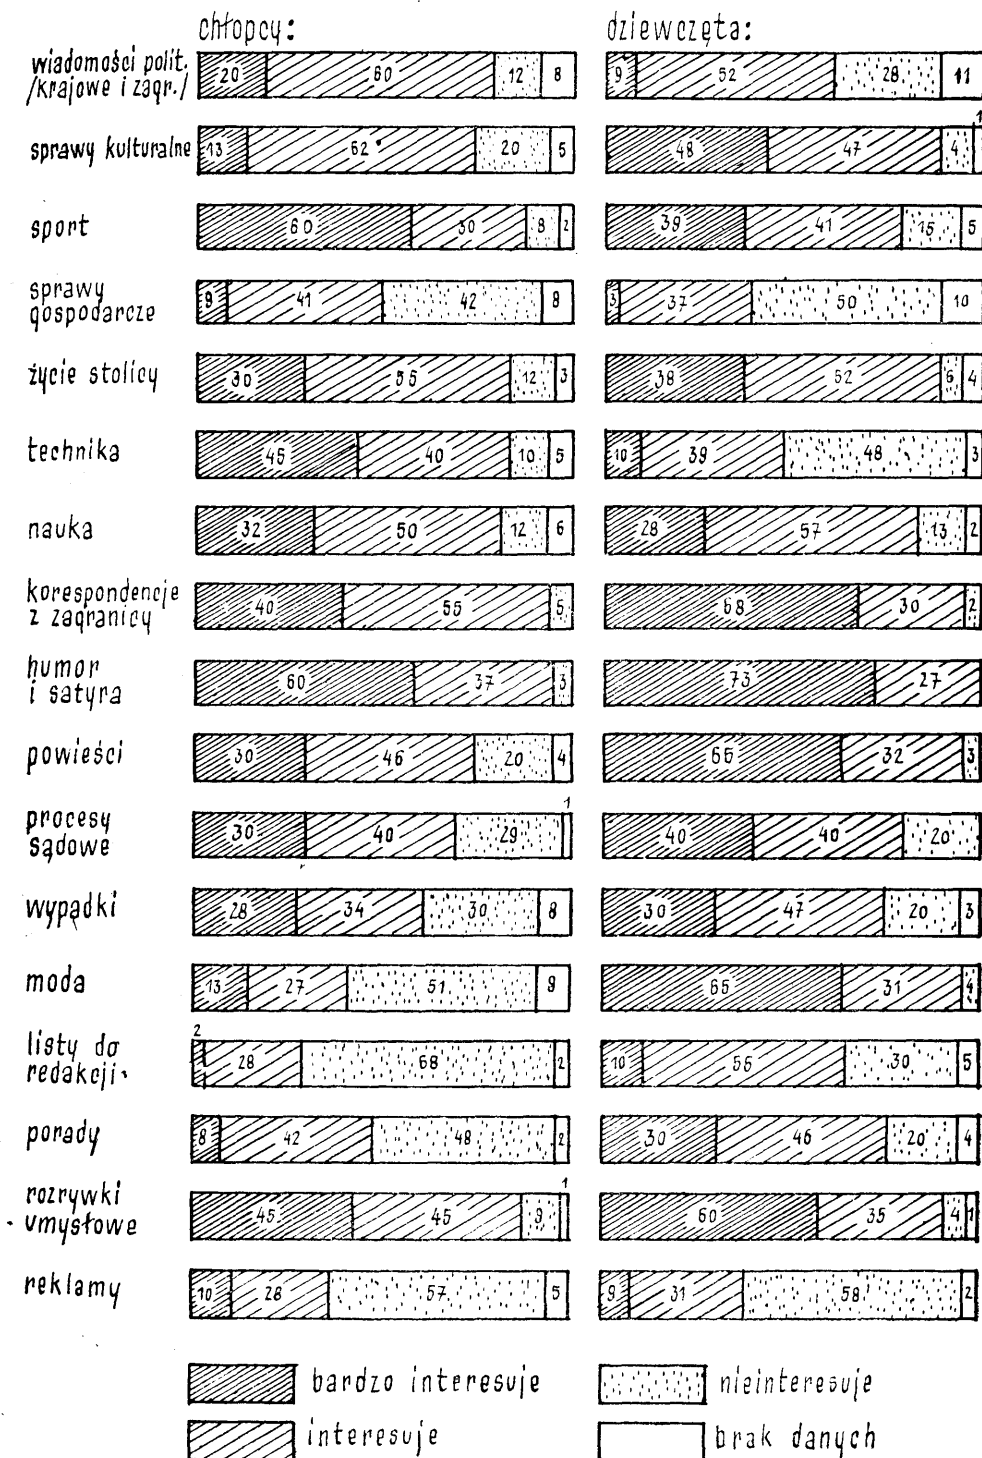 chłopcy: dziewczęta:
wiadomości polit. /krajowe i zagr./ 20 60 12 8 9 52 28 11
sprawy kulturalne 13 62 20 5 48 47 4 1
sport 60 30 8 2 39 41 15 5
sprawy gospodarcze 9 41 42 8 3 37 50 10
życie stolicy 30 55 12 3 38 52 6 4
technika 45 40 10 5 10 39 48 3
nauka 32 50 12 6 28 57 13 2
korespondencje z zagranicy 40 55 5 68 30 2
humor i satyra 60 37 3 73 27
powieści 30 46 20 4 65 32 3
procesy sądowe 30 40 29 1 40 40 20
wypądki 28 34 30 8 30 47 20 3
moda 13 27 51 9 65 31 4
listy do redakcji 2 28 68 2 10 55 30 5
porady 8 42 48 2 30 46 20 4
rozrywki umysłowe 45 45 9 1 60 35 4 1
reklamy 10 28 57 5 9 31 58 2
bardzo interesuje nieinteresuje
interesuje brak danych